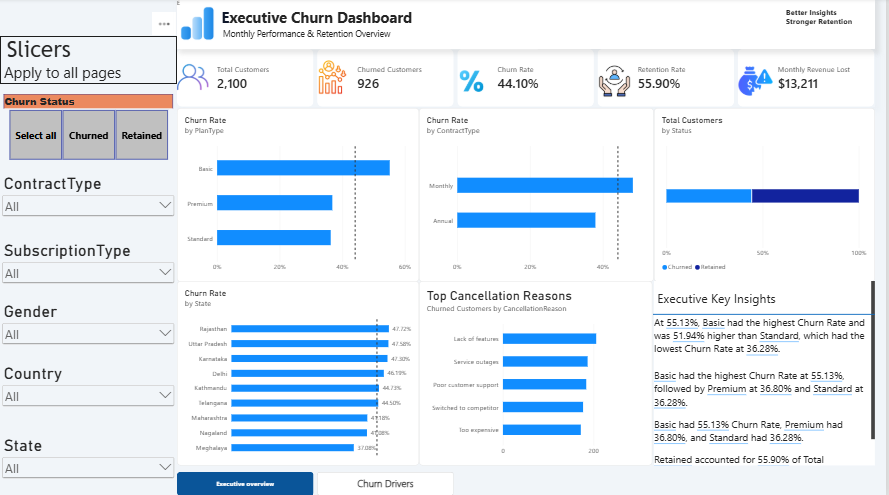 Executive Churn Dashboard
Monthly Performance & Retention Overview
Better Insights
Stronger Retention
Slicers
Apply to all pages
Churn Status
Select all
Churned
Retained
ContractType
All
SubscriptionType
All
Gender
All
Country
All
State
All
Total Customers
2,100
Churned Customers
926
Churn Rate
44.10%
Retention Rate
55.90%
Monthly Revenue Lost
$13,211
Churn Rate
by PlanType
Basic
Premium
Standard
0% 20% 40% 60%
Churn Rate
by ContractType
Monthly
Annual
0% 20% 40%
Total Customers
by Status
0% 50% 100%
Churned Retained
Churn Rate
by State
Rajasthan 47.72%
Uttar Pradesh 47.58%
Karnataka 47.30%
Delhi 46.19%
Kathmandu 44.73%
Telangana 44.50%
Maharashtra
Nagaland
Meghalaya 37.08%
Top Cancellation Reasons
Churned Customers by CancellationReason
Lack of features
Service outages
Poor customer support
Switched to competitor
Too expensive
0 200
Executive Key Insights
At 55.13%, Basic had the highest Churn Rate and
was 51.94% higher than Standard, which had the
lowest Churn Rate at 36.28%.
Basic had the highest Churn Rate at 55.13%,
followed by Premium at 36.80% and Standard at
36.28%.
Basic had 55.13% Churn Rate, Premium had
36.80%, and Standard had 36.28%.
Retained accounted for 55.90% of Total
Executive overview
Churn Drivers